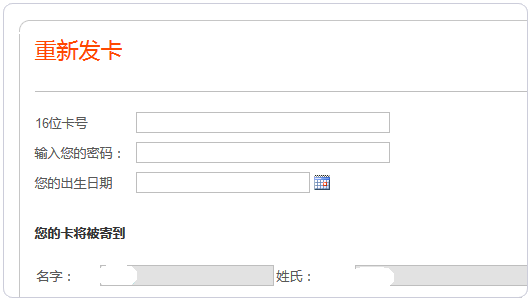 重新发卡
16位卡号
输入您的密码：
您的出生日期
您的卡将被寄到
名字： 姓氏：